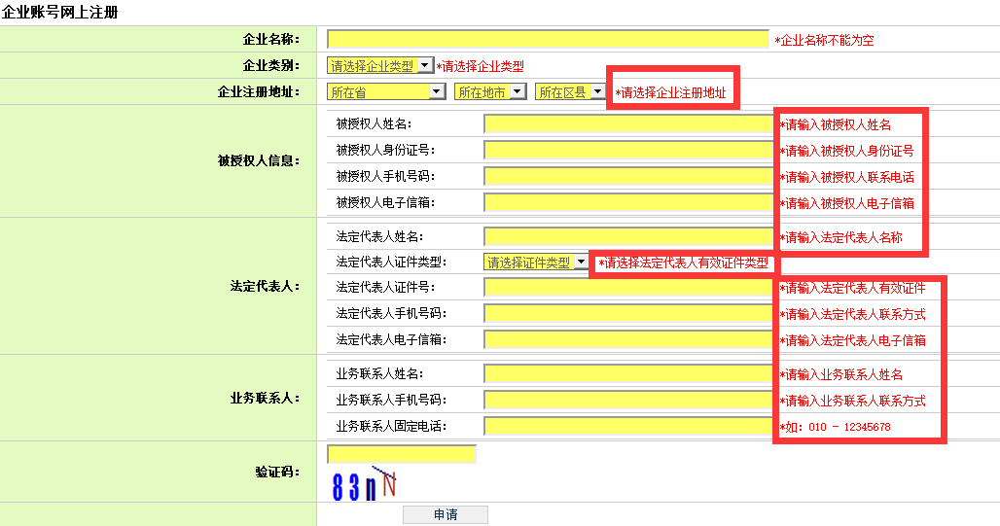 企业账号网上注册
企业名称: *企业名称不能为空
企业类别: 请选择企业类型 *请选择企业类型
企业注册地址: 所在省 所在地市 所在区县 *请选择企业注册地址
被授权人信息:
被授权人姓名: *请输入被授权人姓名
被授权人身份证号: *请输入被授权人身份证号
被授权人手机号码: *请输入被授权人联系电话
被授权人电子信箱: *请输入被授权人电子信箱
法定代表人:
法定代表人姓名: *请输入法定代表人名称
法定代表人证件类型: 请选择证件类型 *请选择法定代表人有效证件类型
法定代表人证件号: *请输入法定代表人有效证件
法定代表人手机号码: *请输入法定代表人联系方式
法定代表人电子信箱: *请输入法定代表人电子信箱
业务联系人:
业务联系人姓名: *请输入业务联系人姓名
业务联系人手机号码: *请输入业务联系人联系方式
业务联系人固定电话: *如: 010 - 12345678
验证码:
83nN
申请